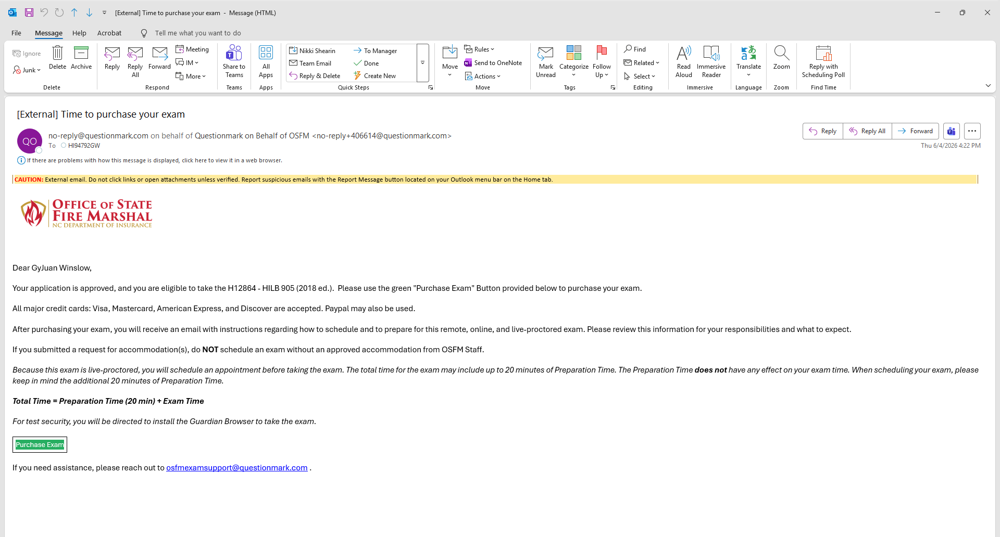 [External] Time to purchase your exam - Message (HTML)
File Message Help Acrobat Tell me what you want to do
Ignore
Junk
Delete
Archive
Delete
Reply
Reply All
Forward
Meeting
IM
More
Respond
Share to Teams
Teams
All Apps
Apps
Nikki Shearin
Team Email
Reply & Delete
To Manager
Done
Create New
Quick Steps
Move
Rules
Send to OneNote
Actions
Move
Mark Unread
Categorize
Follow Up
Tags
Find
Related
Select
Editing
Read Aloud
Immersive Reader
Immersive
Translate
Language
Zoom
Zoom
Reply with Scheduling Poll
Find Time
[External] Time to purchase your exam
QO
no-reply@questionmark.com on behalf of Questionmark on Behalf of OSFM <no-reply+406614@questionmark.com>
To HI94792GW
Reply Reply All Forward
Thu 6/4/2026 4:22 PM
If there are problems with how this message is displayed, click here to view it in a web browser.
CAUTION: External email. Do not click links or open attachments unless verified. Report suspicious emails with the Report Message button located on your Outlook menu bar on the Home tab.
OFFICE OF STATE
FIRE MARSHAL
NC DEPARTMENT OF INSURANCE
Dear GyJuan Winslow,
Your application is approved, and you are eligible to take the H12864 - HILB 905 (2018 ed.).  Please use the green "Purchase Exam" Button provided below to purchase your exam.
All major credit cards: Visa, Mastercard, American Express, and Discover are accepted. Paypal may also be used.
After purchasing your exam, you will receive an email with instructions regarding how to schedule and to prepare for this remote, online, and live-proctored exam. Please review this information for your responsibilities and what to expect.
If you submitted a request for accommodation(s), do NOT schedule an exam without an approved accommodation from OSFM Staff.
Because this exam is live-proctored, you will schedule an appointment before taking the exam. The total time for the exam may include up to 20 minutes of Preparation Time. The Preparation Time does not have any effect on your exam time. When scheduling your exam, please
keep in mind the additional 20 minutes of Preparation Time.
Total Time = Preparation Time (20 min) + Exam Time
For test security, you will be directed to install the Guardian Browser to take the exam.
Purchase Exam
If you need assistance, please reach out to osfmexamsupport@questionmark.com .